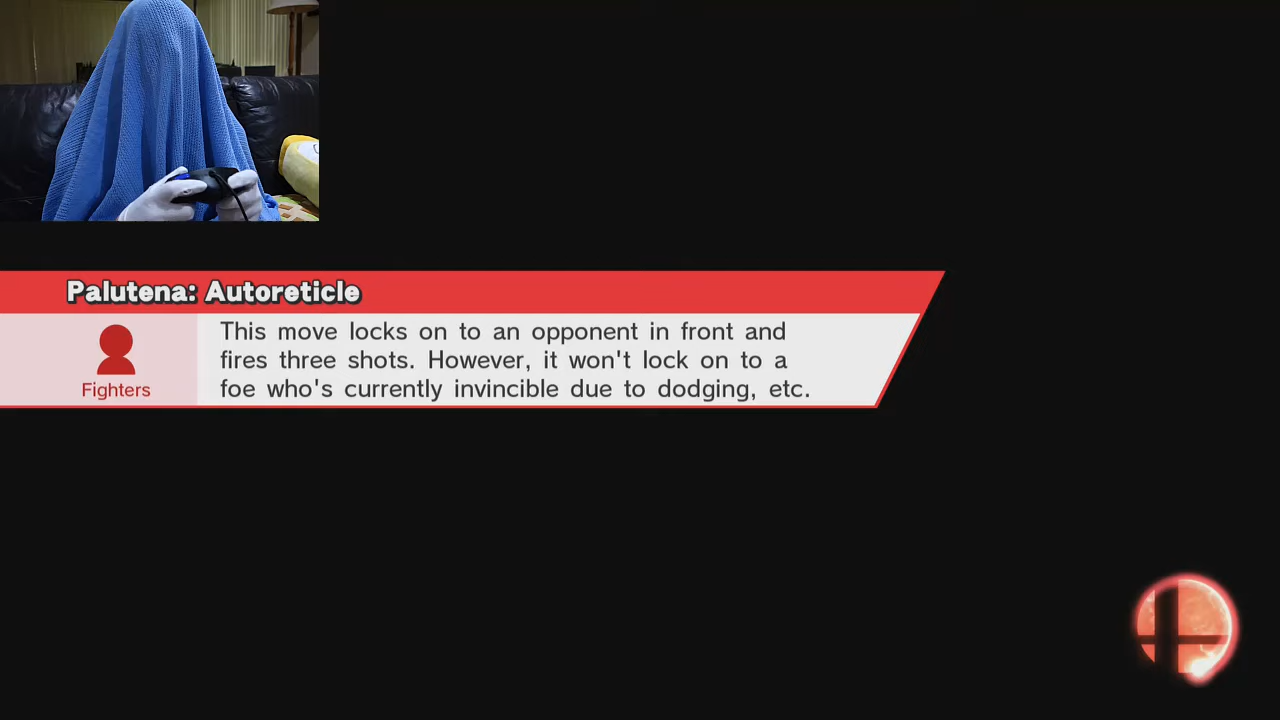 Palutena: Autoreticle
Fighters
This move locks on to an opponent in front and
fires three shots. However, it won't lock on to a
foe who's currently invincible due to dodging, etc.